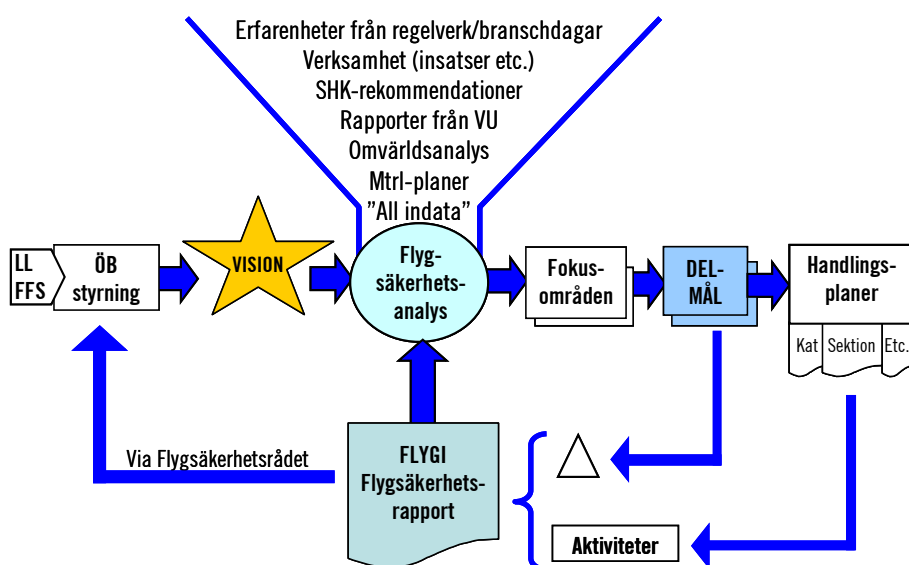 Erfarenheter från regelverk/branschdagar
Verksamhet (insatser etc.)
SHK-rekommendationer
Rapporter från VU
Omvärldsanalys
Mtrl-planer
”All indata”
LL
FFS
ÖB
styrning
VISION
Flyg-
säkerhets-
analys
Fokus-
områden
DEL-
MÅL
Handlings-
planer
Kat
Sektion
Etc.
Via Flygsäkerhetsrådet
FLYGI
Flygsäkerhets-
rapport
Aktiviteter